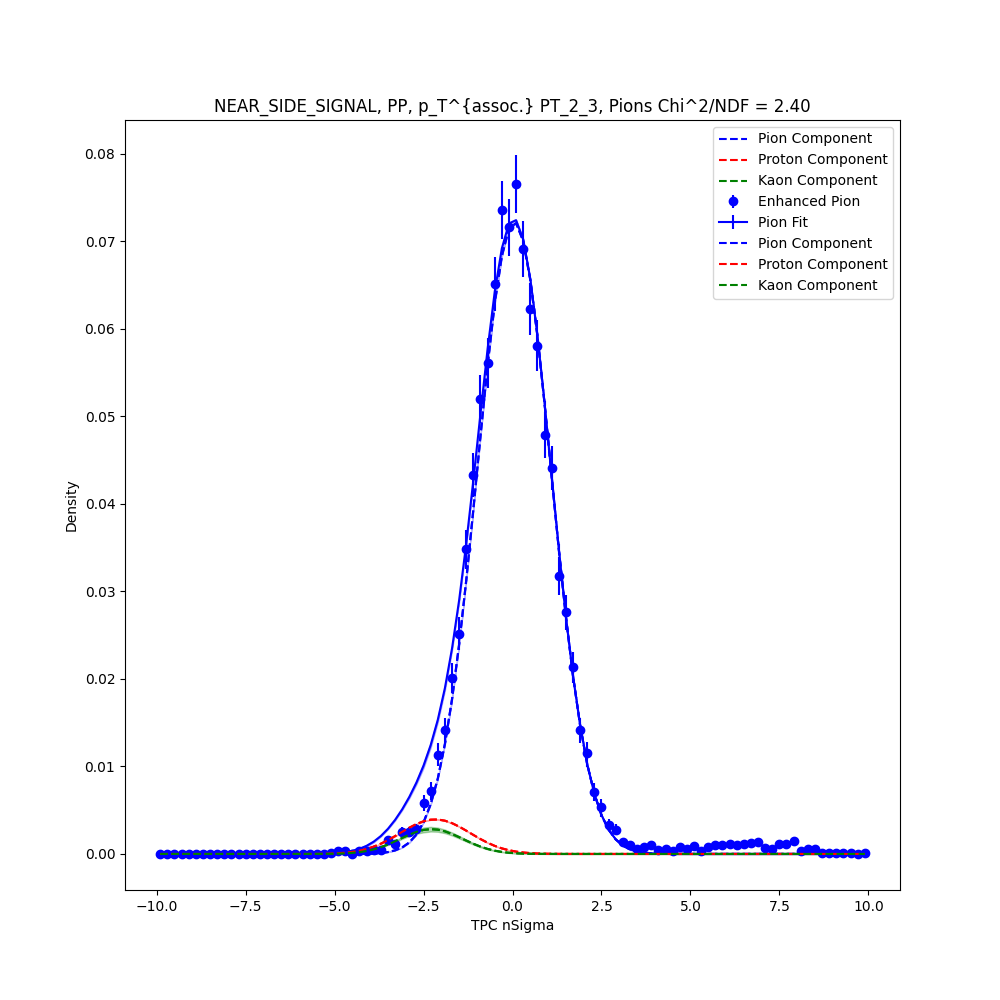 NEAR_SIDE_SIGNAL, PP, p_T^{assoc.} PT_2_3, Pions Chi^2/NDF = 2.40
Pion Component
Proton Component
Kaon Component
Enhanced Pion
Pion Fit
Pion Component
Proton Component
Kaon Component
0.08
0.07
0.06
0.05
0.04
0.03
0.02
0.01
0.00
Density
−10.0 −7.5 −5.0 −2.5 0.0 2.5 5.0 7.5 10.0
TPC nSigma